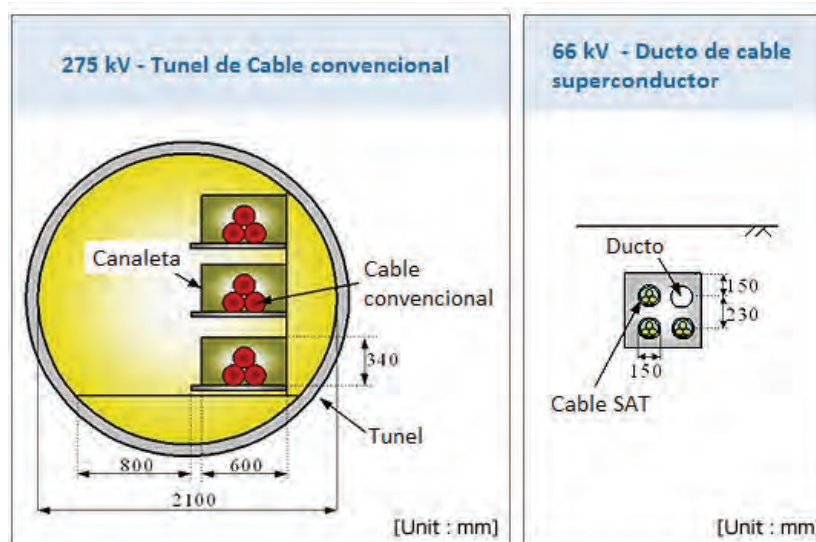 275 kV - Tunel de Cable convencional
Canaleta
Cable
convencional
340
Tunel
800
600
2100
[Unit : mm]
66 kV - Ducto de cable
superconductor
Ducto
150
230
150
Cable SAT
[Unit : mm]